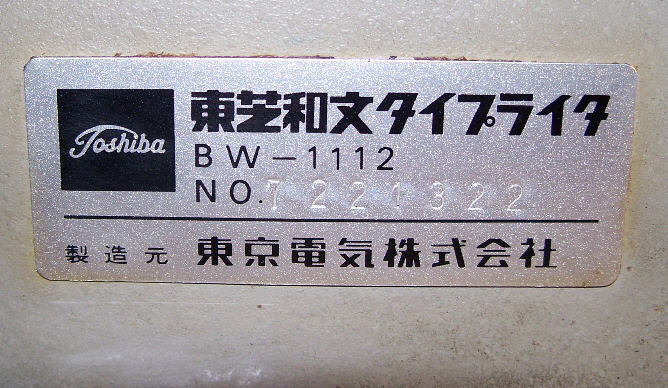 Toshiba
東芝和文タイプライタ
BW-1112
NO.7221322
製造元 東京電気株式会社